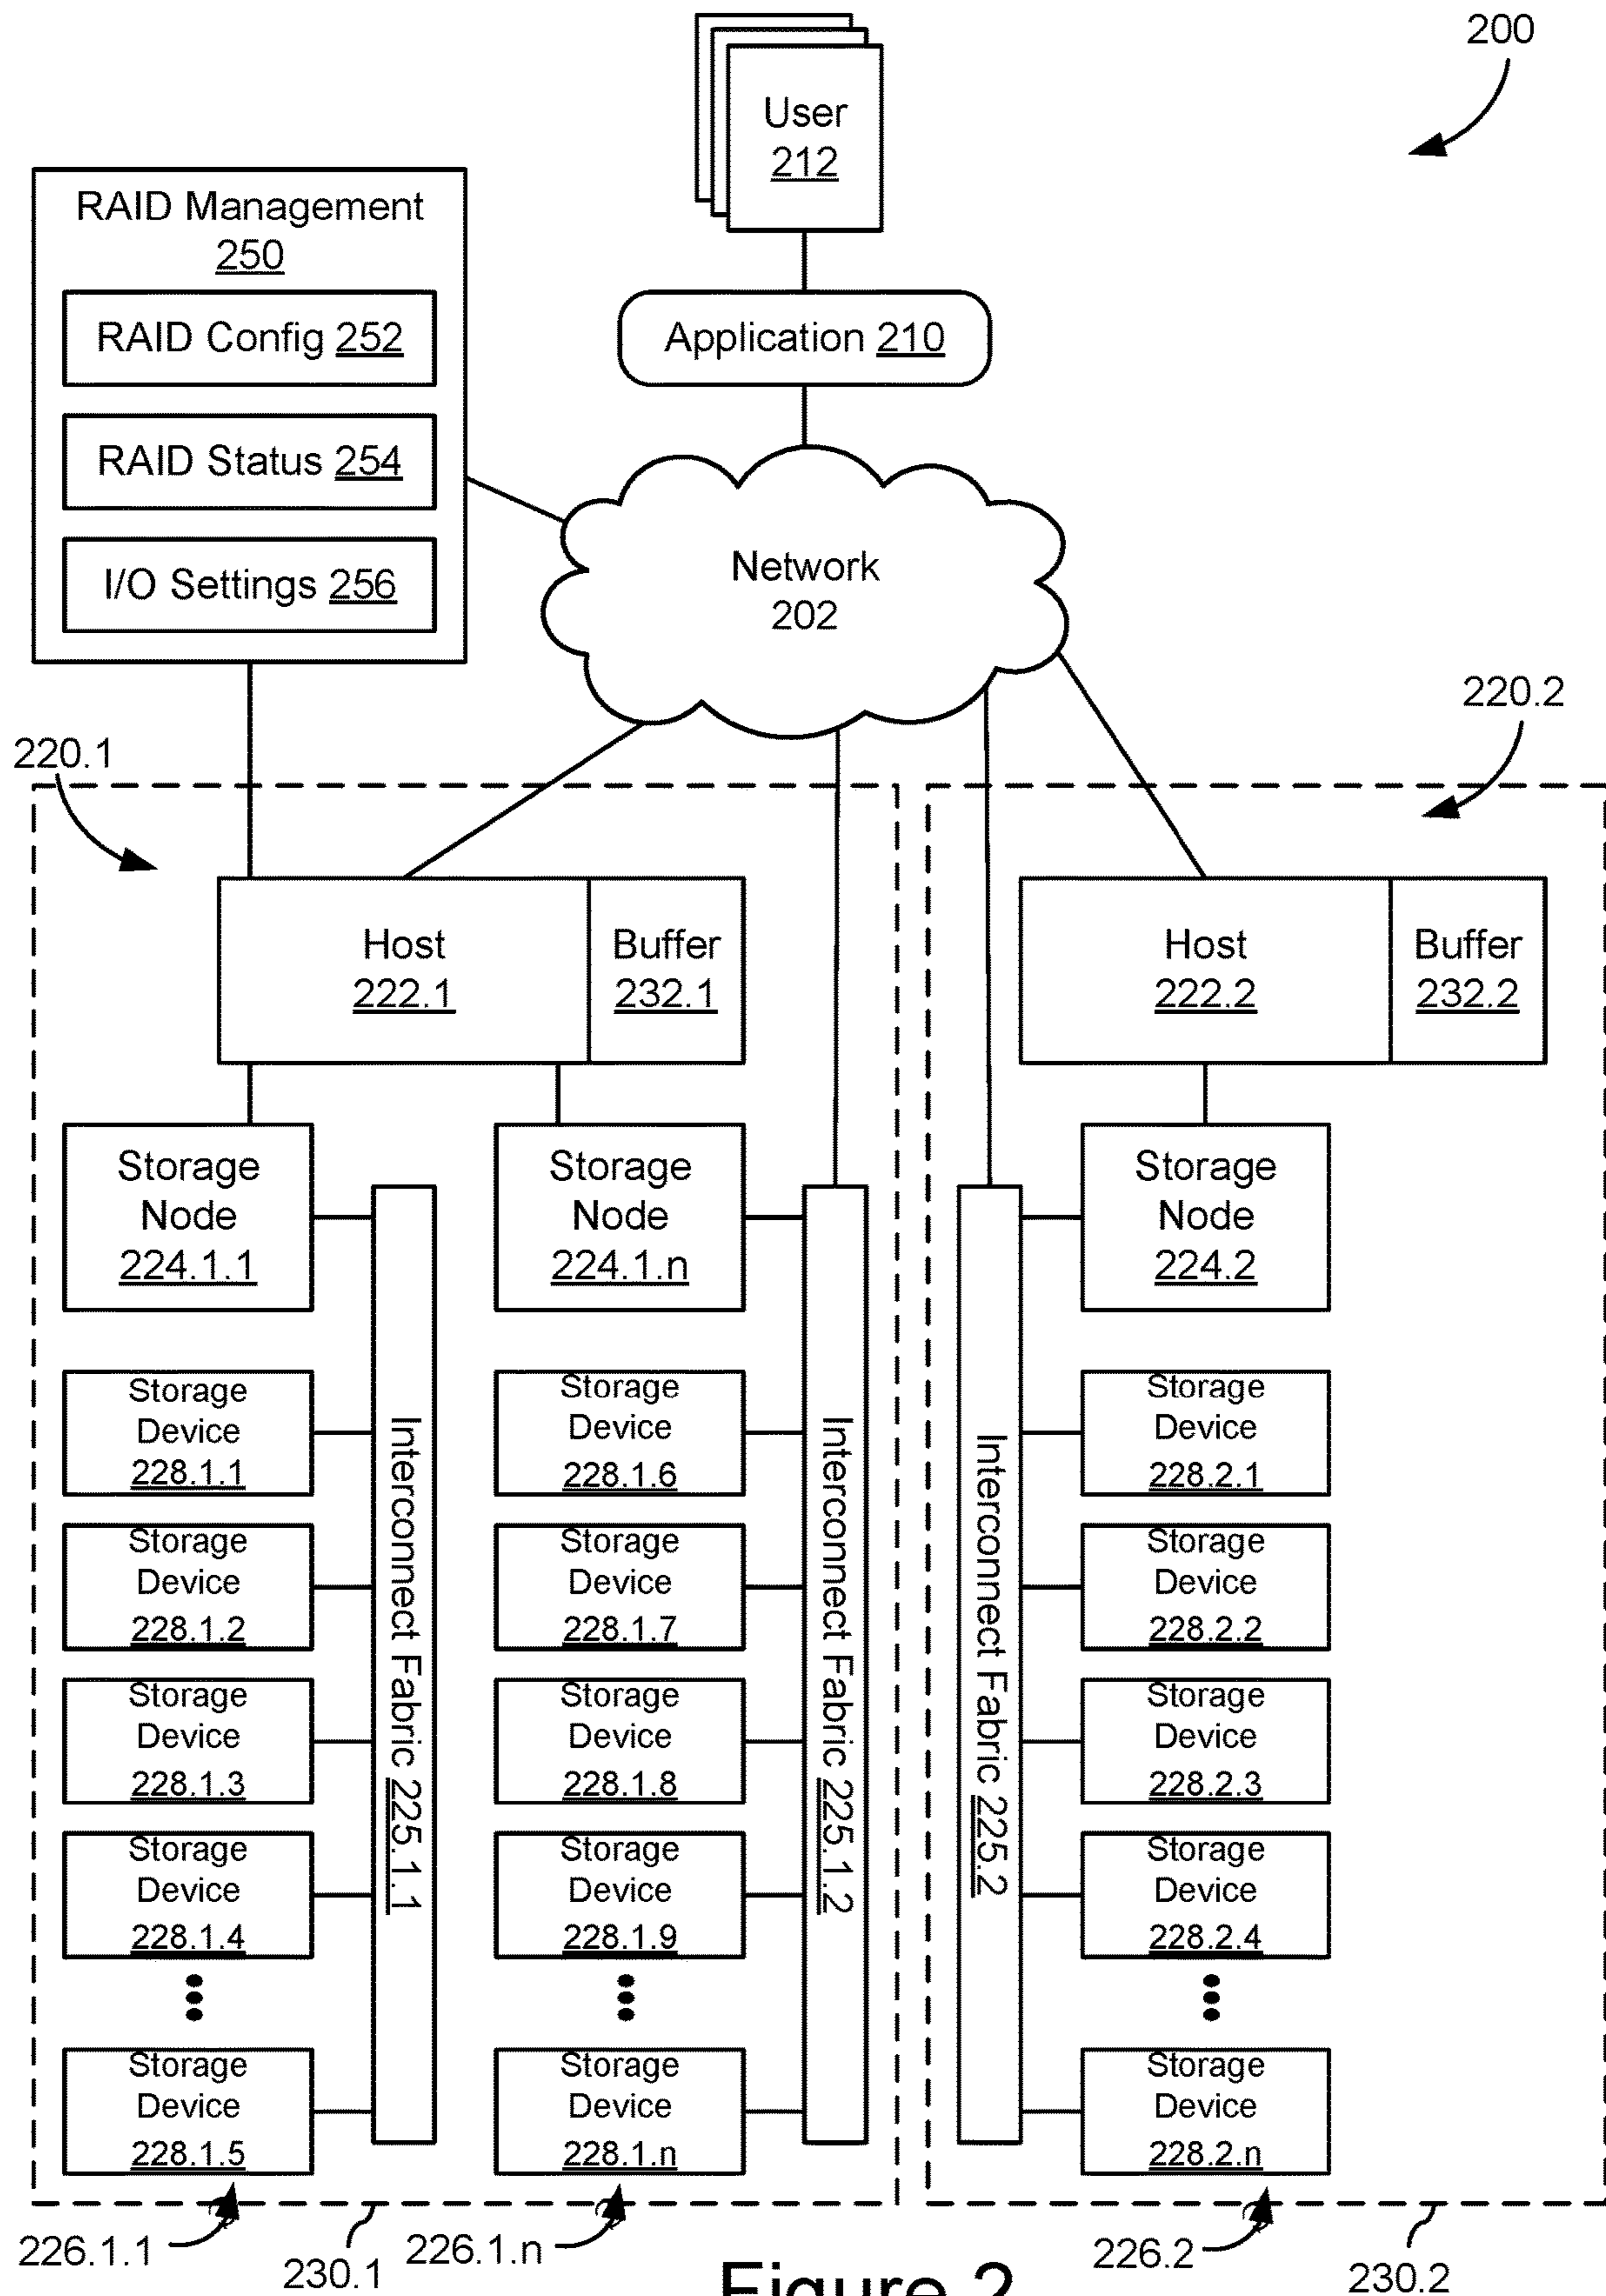 200
User
212
RAID Management
250
RAID Config 252
RAID Status 254
I/O Settings 256
Application 210
Network
202
220.1
220.2
Host
222.1
Buffer
232.1
Host
222.2
Buffer
232.2
Storage
Node
224.1.1
Storage
Node
224.1.n
Storage
Node
224.2
Storage
Device
228.1.1
Storage
Device
228.1.2
Storage
Device
228.1.3
Storage
Device
228.1.4
Storage
Device
228.1.5
Interconnect Fabric 225.1.1
Storage
Device
228.1.6
Storage
Device
228.1.7
Storage
Device
228.1.8
Storage
Device
228.1.9
Storage
Device
228.1.n
Interconnect Fabric 225.1.2
Interconnect Fabric 225.2
Storage
Device
228.2.1
Storage
Device
228.2.2
Storage
Device
228.2.3
Storage
Device
228.2.4
Storage
Device
228.2.n
226.1.1
230.1
226.1.n
226.2
230.2
Figure 2